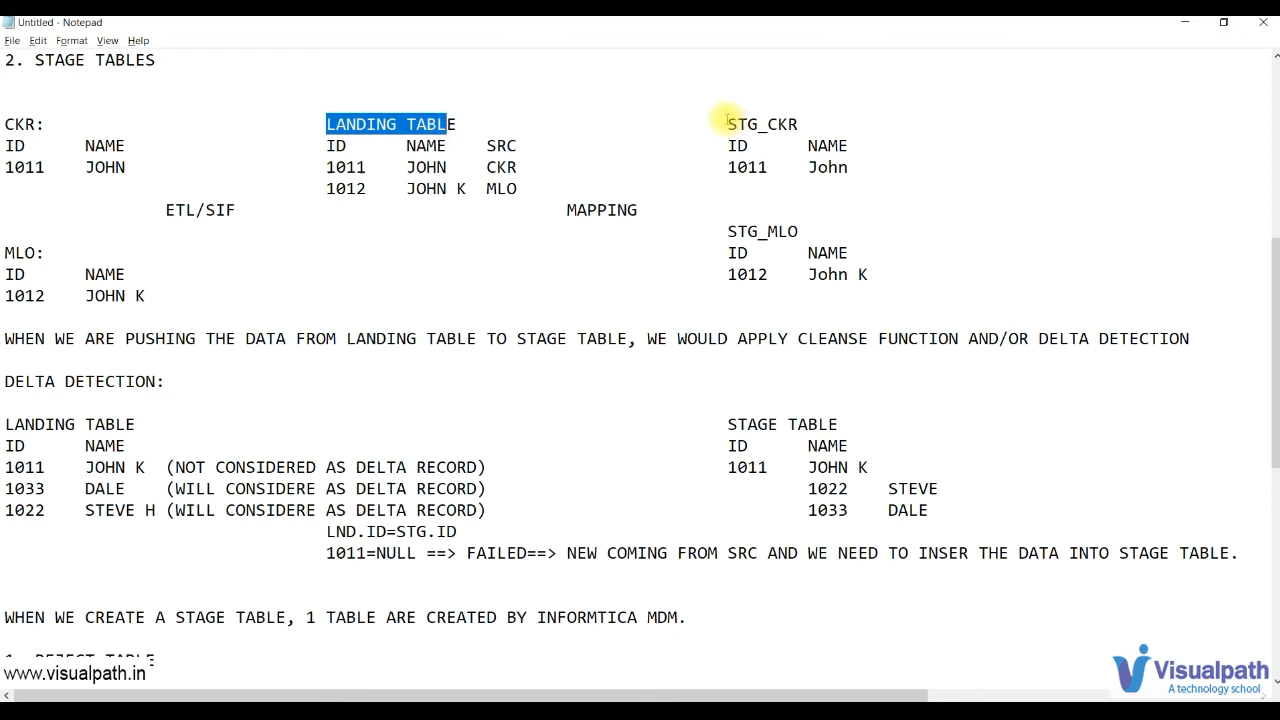 Untitled - Notepad
File Edit Format View Help
2. STAGE TABLES
CKR: LANDING TABLE STG_CKR
ID NAME ID NAME SRC ID NAME
1011 JOHN 1011 JOHN CKR 1011 John
1012 JOHN K MLO
ETL/SIF MAPPING
STG_MLO
MLO: ID NAME
ID NAME 1012 John K
1012 JOHN K
WHEN WE ARE PUSHING THE DATA FROM LANDING TABLE TO STAGE TABLE, WE WOULD APPLY CLEANSE FUNCTION AND/OR DELTA DETECTION
DELTA DETECTION:
LANDING TABLE STAGE TABLE
ID NAME ID NAME
1011 JOHN K (NOT CONSIDERED AS DELTA RECORD) 1011 JOHN K
1033 DALE (WILL CONSIDERE AS DELTA RECORD) 1022 STEVE
1022 STEVE H (WILL CONSIDERE AS DELTA RECORD) 1033 DALE
LND.ID=STG.ID
1011=NULL ==> FAILED==> NEW COMING FROM SRC AND WE NEED TO INSER THE DATA INTO STAGE TABLE.
WHEN WE CREATE A STAGE TABLE, 1 TABLE ARE CREATED BY INFORMTICA MDM.
1. REJECT TABLE
www.visualpath.in
Visualpath
A technology school